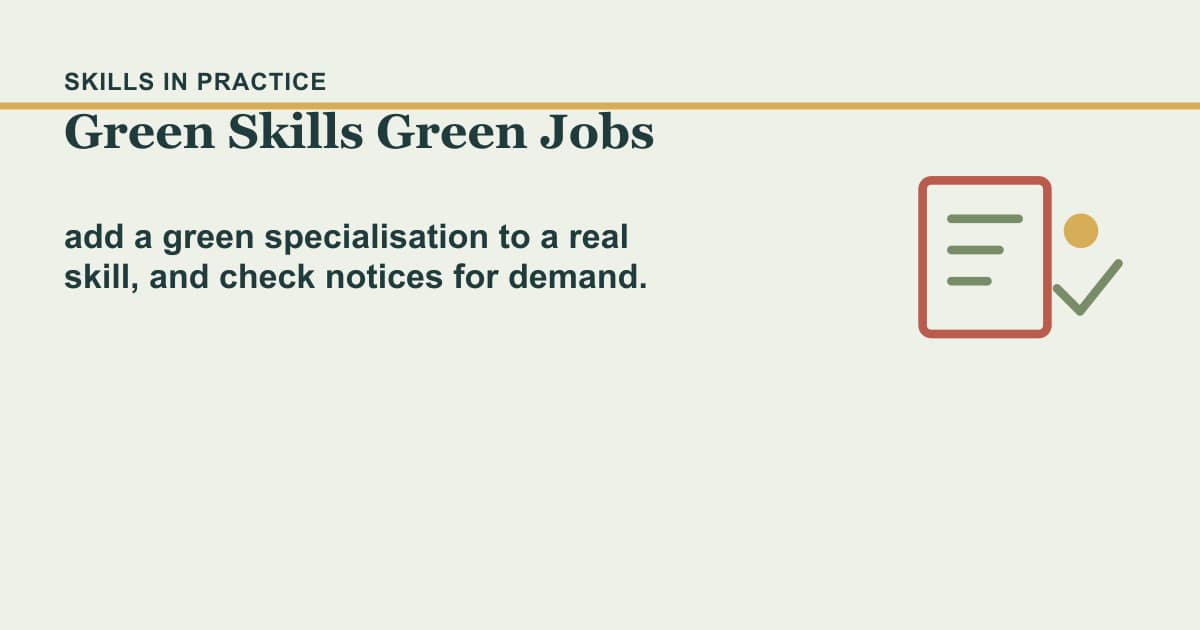 SKILLS IN PRACTICE
Green Skills Green Jobs
add a green specialisation to a real
skill, and check notices for demand.